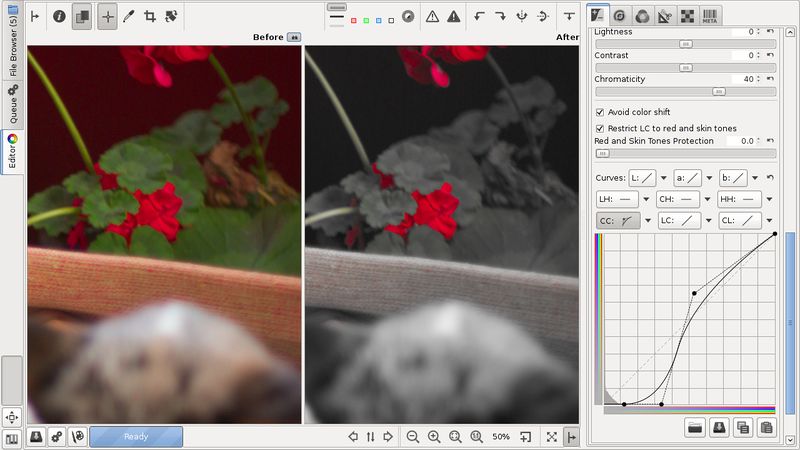 File Browser (5)
Queue
Editor
Before
After
META
Lightness 0
Contrast 0
Chromaticity 40
Avoid color shift
Restrict LC to red and skin tones
Red and Skin Tones Protection 0.0
Curves: L: a: b:
LH: CH: HH:
CC: LC: CL:
Ready
50%